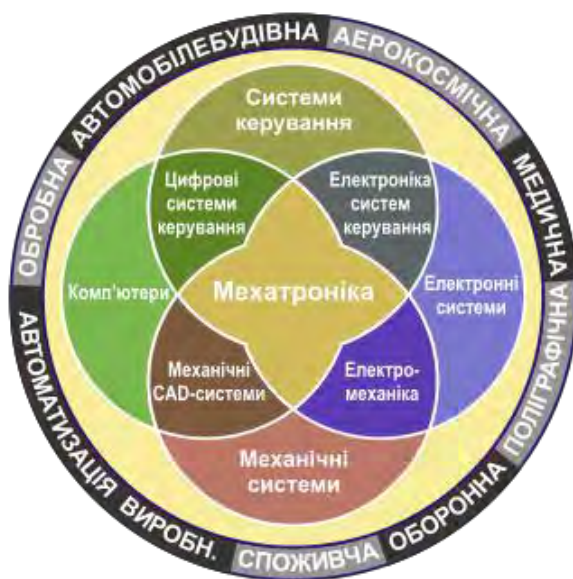 АВТОМОБІЛЕБУДІВНА
АЕРОКОСМІЧНА
МЕДИЧНА
ПОЛІГРАФІЧНА
ОБОРОННА
СПОЖИВЧА
АВТОМАТИЗАЦІЯ ВИРОБН.
ОБРОБНА
Системи
керування
Цифрові
системи
керування
Електроніка
систем
керування
Комп'ютери
Мехатроніка
Електронні
системи
Механічні
CAD-системи
Електро-
механіка
Механічні
системи